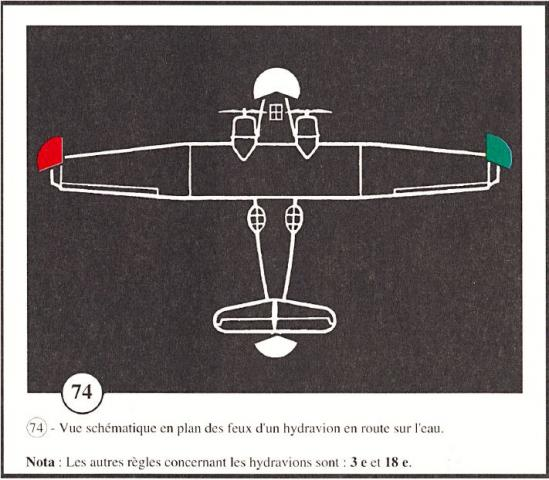 74
74 - Vue schématique en plan des feux d'un hydravion en route sur l'eau.
Nota : Les autres règles concernant les hydravions sont : 3 e et 18 e.